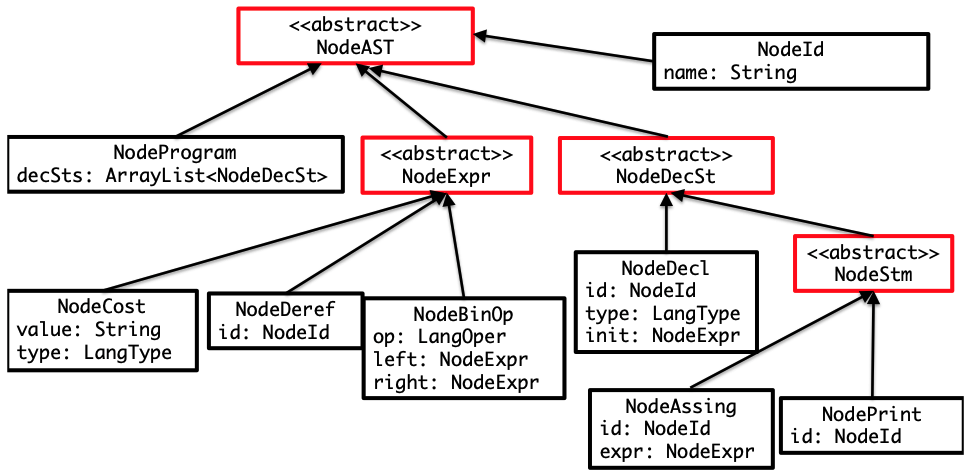 <<abstract>>
NodeAST
NodeId
name: String
NodeProgram
decSts: ArrayList<NodeDecSt>
<<abstract>>
NodeExpr
<<abstract>>
NodeDecSt
<<abstract>>
NodeStm
NodeCost
value: String
type: LangType
NodeDeref
id: NodeId
NodeBinOp
op: LangOper
left: NodeExpr
right: NodeExpr
NodeDecl
id: NodeId
type: LangType
init: NodeExpr
NodeAssing
id: NodeId
expr: NodeExpr
NodePrint
id: NodeId